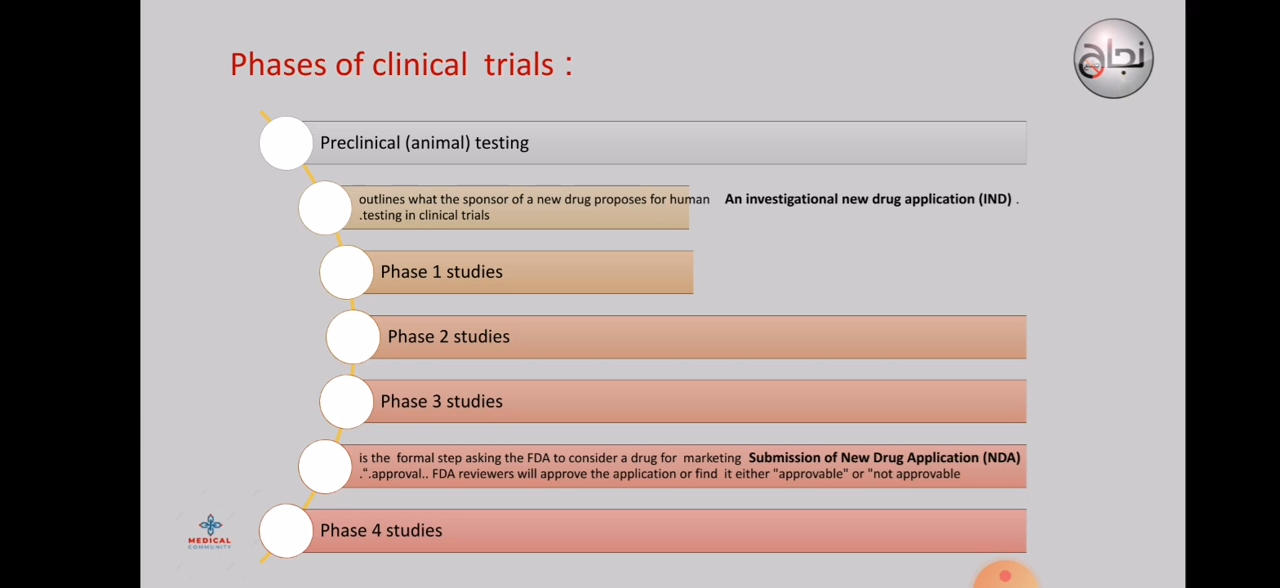 Phases of clinical trials :
نجاح
Preclinical (animal) testing
outlines what the sponsor of a new drug proposes for human An investigational new drug application (IND) .
.testing in clinical trials
Phase 1 studies
Phase 2 studies
Phase 3 studies
is the formal step asking the FDA to consider a drug for marketing Submission of New Drug Application (NDA)
.".approval.. FDA reviewers will approve the application or find it either "approvable" or "not approvable
Phase 4 studies
MEDICAL
COMMUNITY